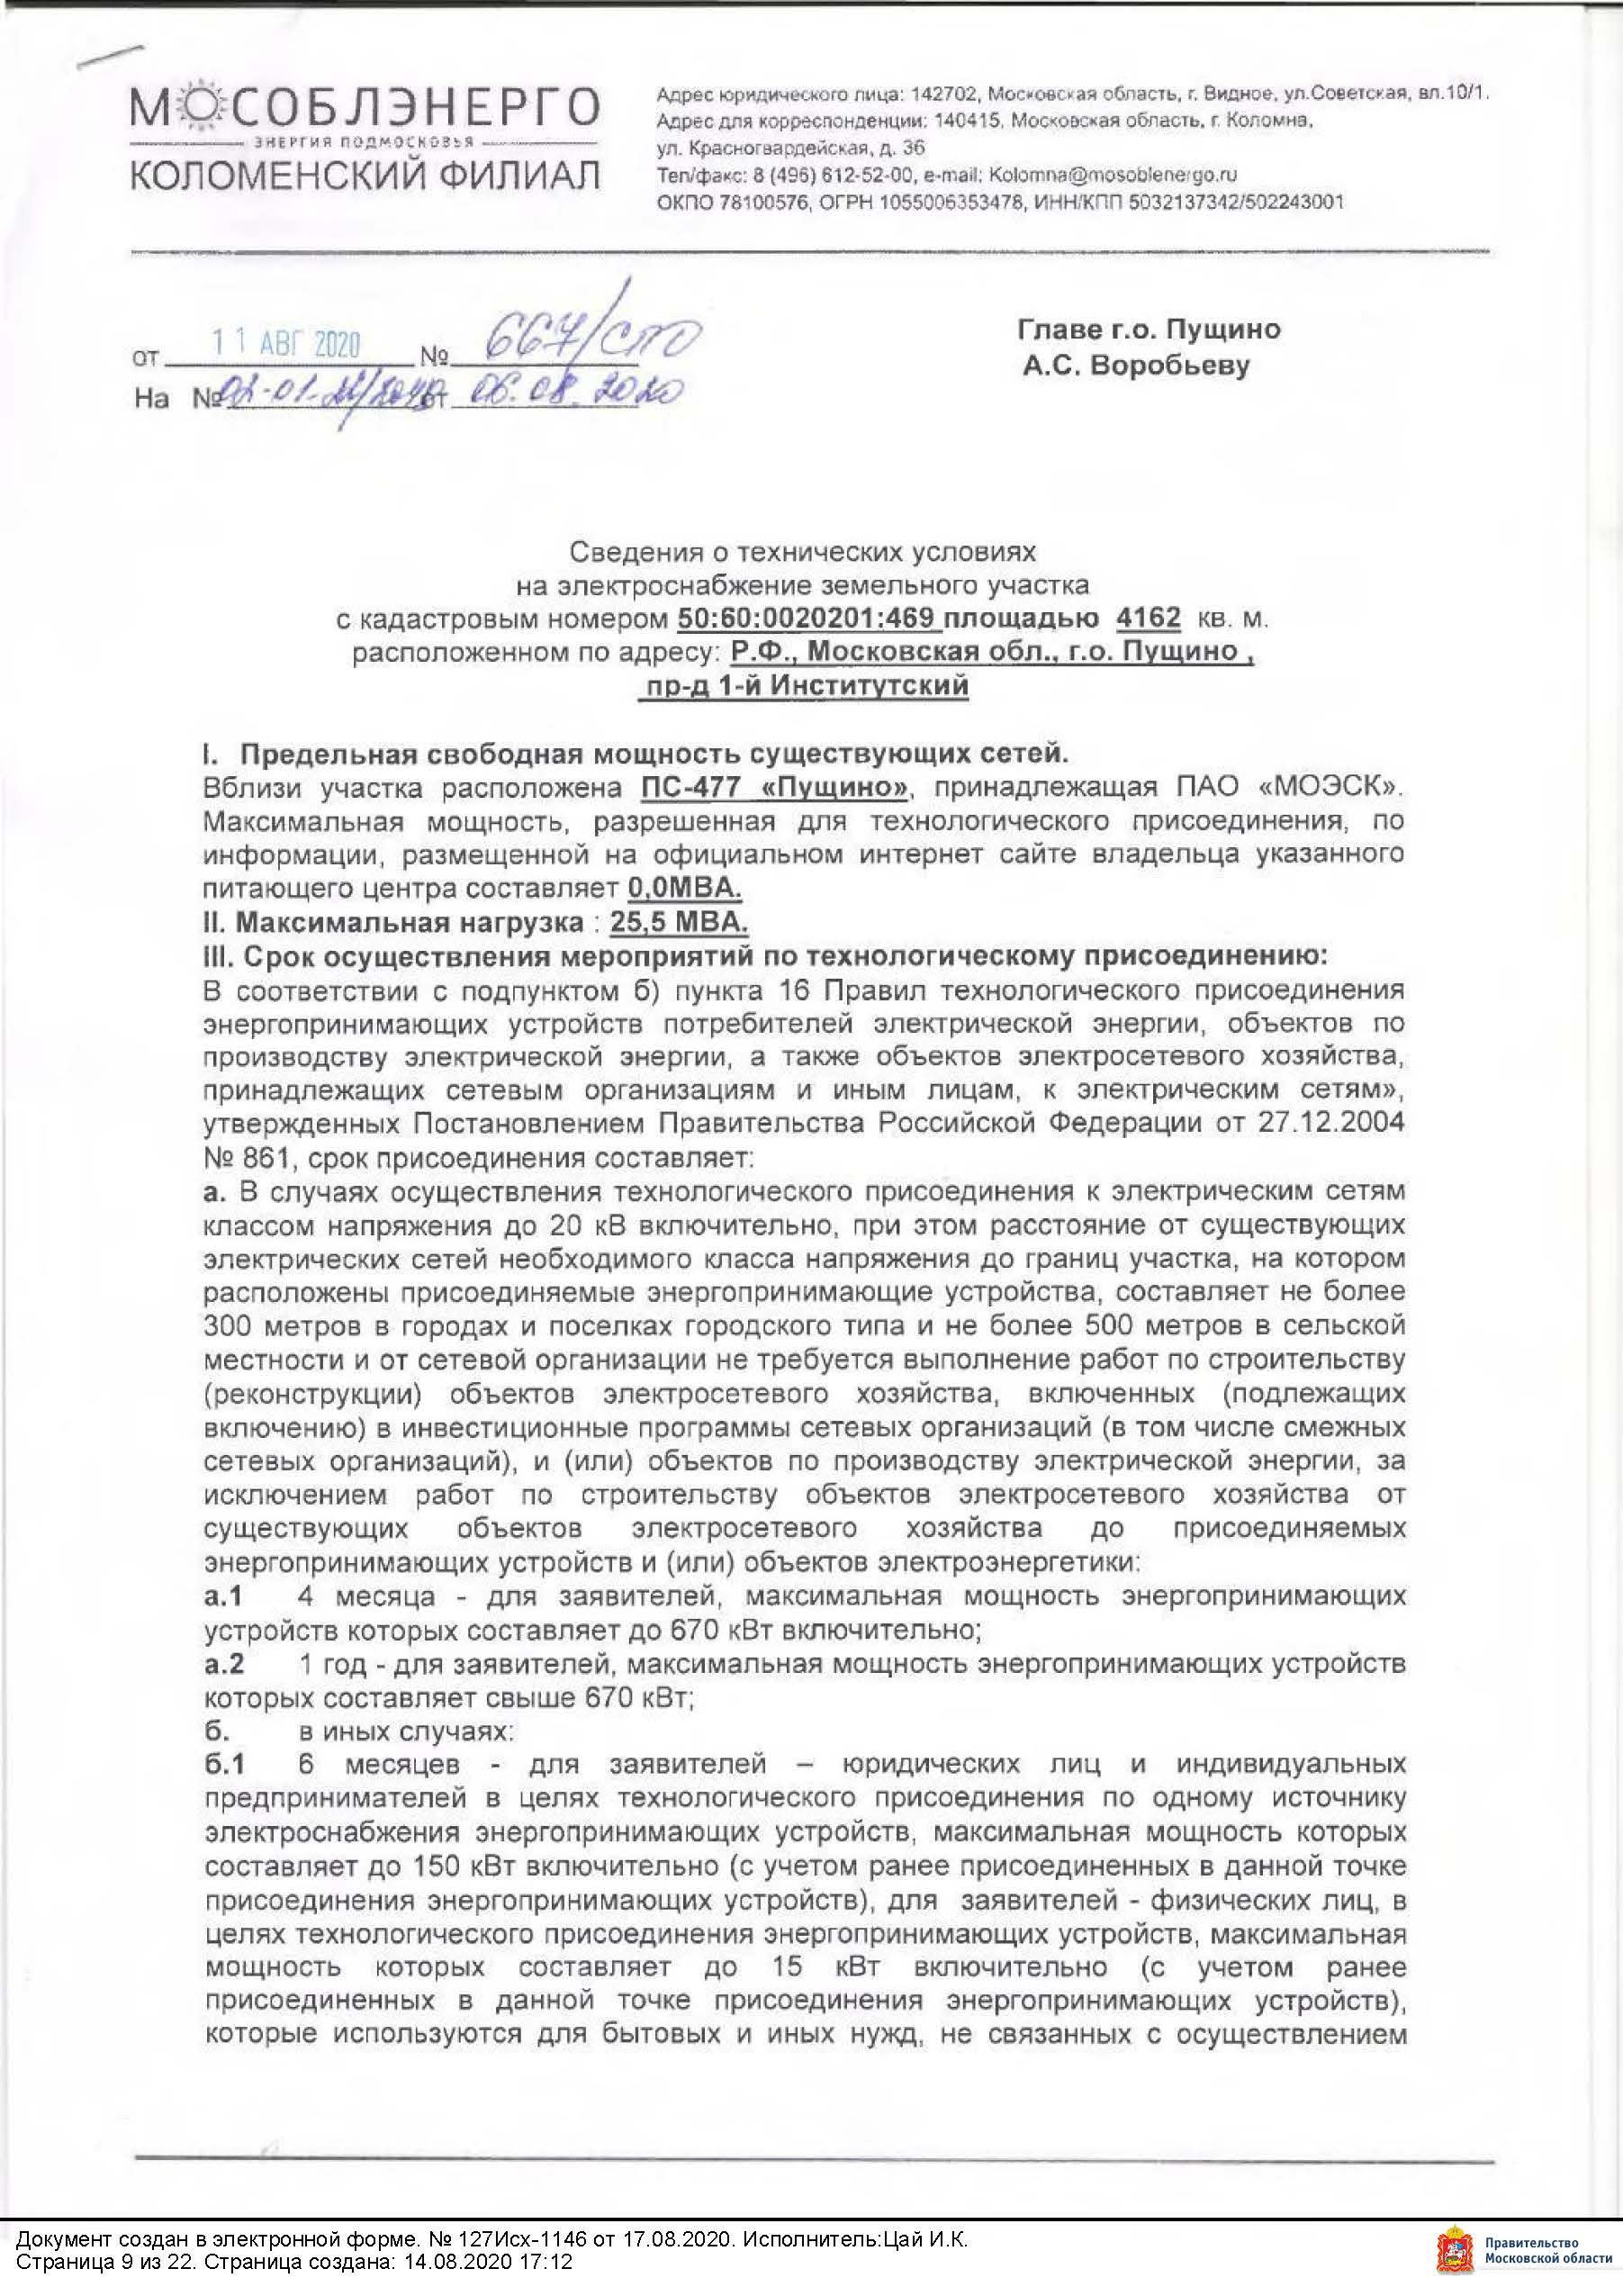 МОСОБЛЭНЕРГО
ЭНЕРГИЯ ПОДМОСКОВЬЯ
КОЛОМЕНСКИЙ ФИЛИАЛ
Адрес юридического лица: 142702, Московская область, г. Видное, ул.Советская, вл.10/1.
Адрес для корреспонденции: 140415, Московская область, г. Коломна,
ул. Красногвардейская, д. 36
Тел/факс: 8 (496) 612-52-00, e-mail: Kolomna@mosoblenergo.ru
ОКПО 78100576, ОГРН 1055006353478, ИНН/КПП 5032137342/502243001
от 11 АВГ 2020 № 667/СПО
На № от 06.08.2020
Главе г.о. Пущино
А.С. Воробьеву
Сведения о технических условиях
на электроснабжение земельного участка
с кадастровым номером 50:60:0020201:469 площадью 4162 кв. м.
расположенном по адресу: Р.Ф., Московская обл., г.о. Пущино ,
пр-д 1-й Институтский
I. Предельная свободная мощность существующих сетей.
Вблизи участка расположена ПС-477 «Пущино», принадлежащая ПАО «МОЭСК».
Максимальная мощность, разрешенная для технологического присоединения, по
информации, размещенной на официальном интернет сайте владельца указанного
питающего центра составляет 0,0МВА.
II. Максимальная нагрузка : 25,5 МВА.
III. Срок осуществления мероприятий по технологическому присоединению:
В соответствии с подпунктом б) пункта 16 Правил технологического присоединения
энергопринимающих устройств потребителей электрической энергии, объектов по
производству электрической энергии, а также объектов электросетевого хозяйства,
принадлежащих сетевым организациям и иным лицам, к электрическим сетям»,
утвержденных Постановлением Правительства Российской Федерации от 27.12.2004
№ 861, срок присоединения составляет:
а. В случаях осуществления технологического присоединения к электрическим сетям
классом напряжения до 20 кВ включительно, при этом расстояние от существующих
электрических сетей необходимого класса напряжения до границ участка, на котором
расположены присоединяемые энергопринимающие устройства, составляет не более
300 метров в городах и поселках городского типа и не более 500 метров в сельской
местности и от сетевой организации не требуется выполнение работ по строительству
(реконструкции) объектов электросетевого хозяйства, включенных (подлежащих
включению) в инвестиционные программы сетевых организаций (в том числе смежных
сетевых организаций), и (или) объектов по производству электрической энергии, за
исключением работ по строительству объектов электросетевого хозяйства от
существующих объектов электросетевого хозяйства до присоединяемых
энергопринимающих устройств и (или) объектов электроэнергетики:
а.1 4 месяца - для заявителей, максимальная мощность энергопринимающих
устройств которых составляет до 670 кВт включительно;
а.2 1 год - для заявителей, максимальная мощность энергопринимающих устройств
которых составляет свыше 670 кВт;
б. в иных случаях:
б.1 6 месяцев - для заявителей – юридических лиц и индивидуальных
предпринимателей в целях технологического присоединения по одному источнику
электроснабжения энергопринимающих устройств, максимальная мощность которых
составляет до 150 кВт включительно (с учетом ранее присоединенных в данной точке
присоединения энергопринимающих устройств), для заявителей - физических лиц, в
целях технологического присоединения энергопринимающих устройств, максимальная
мощность которых составляет до 15 кВт включительно (с учетом ранее
присоединенных в данной точке присоединения энергопринимающих устройств),
которые используются для бытовых и иных нужд, не связанных с осуществлением
Документ создан в электронной форме. № 127Исх-1146 от 17.08.2020. Исполнитель:Цай И.К.
Страница 9 из 22. Страница создана: 14.08.2020 17:12
Правительство
Московской области